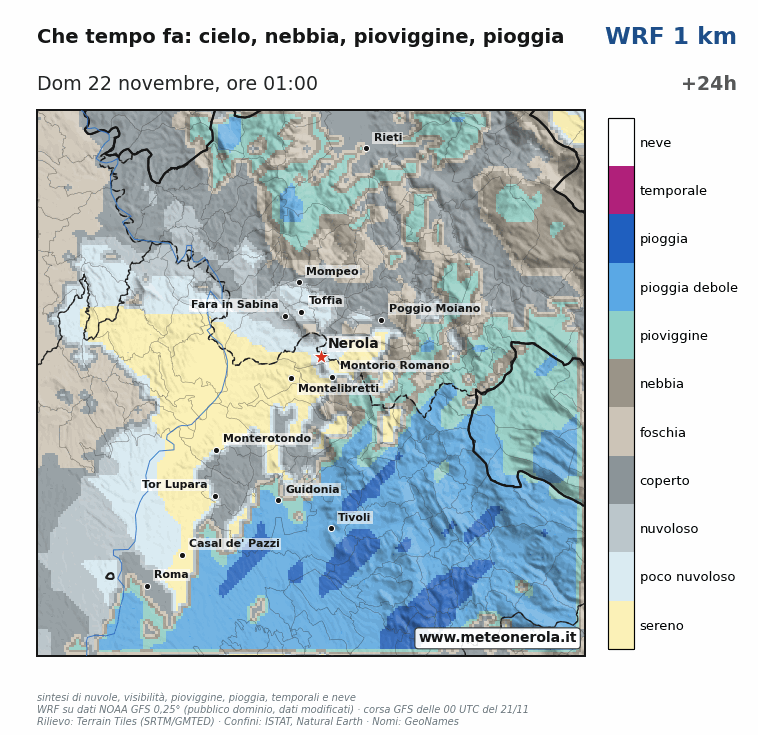 Che tempo fa: cielo, nebbia, pioviggine, pioggia
WRF 1 km
Dom 22 novembre, ore 01:00
+24h
Rieti
Mompeo
Toffia
Fara in Sabina
Poggio Moiano
Nerola
Montorio Romano
Montelibretti
Monterotondo
Tor Lupara
Guidonia
Tivoli
Casal de' Pazzi
Roma
www.meteonerola.it
neve
temporale
pioggia
pioggia debole
pioviggine
nebbia
foschia
coperto
nuvoloso
poco nuvoloso
sereno
sintesi di nuvole, visibilità, pioviggine, pioggia, temporali e neve
WRF su dati NOAA GFS 0,25° (pubblico dominio, dati modificati) · corsa GFS delle 00 UTC del 21/11
Rilievo: Terrain Tiles (SRTM/GMTED) · Confini: ISTAT, Natural Earth · Nomi: GeoNames